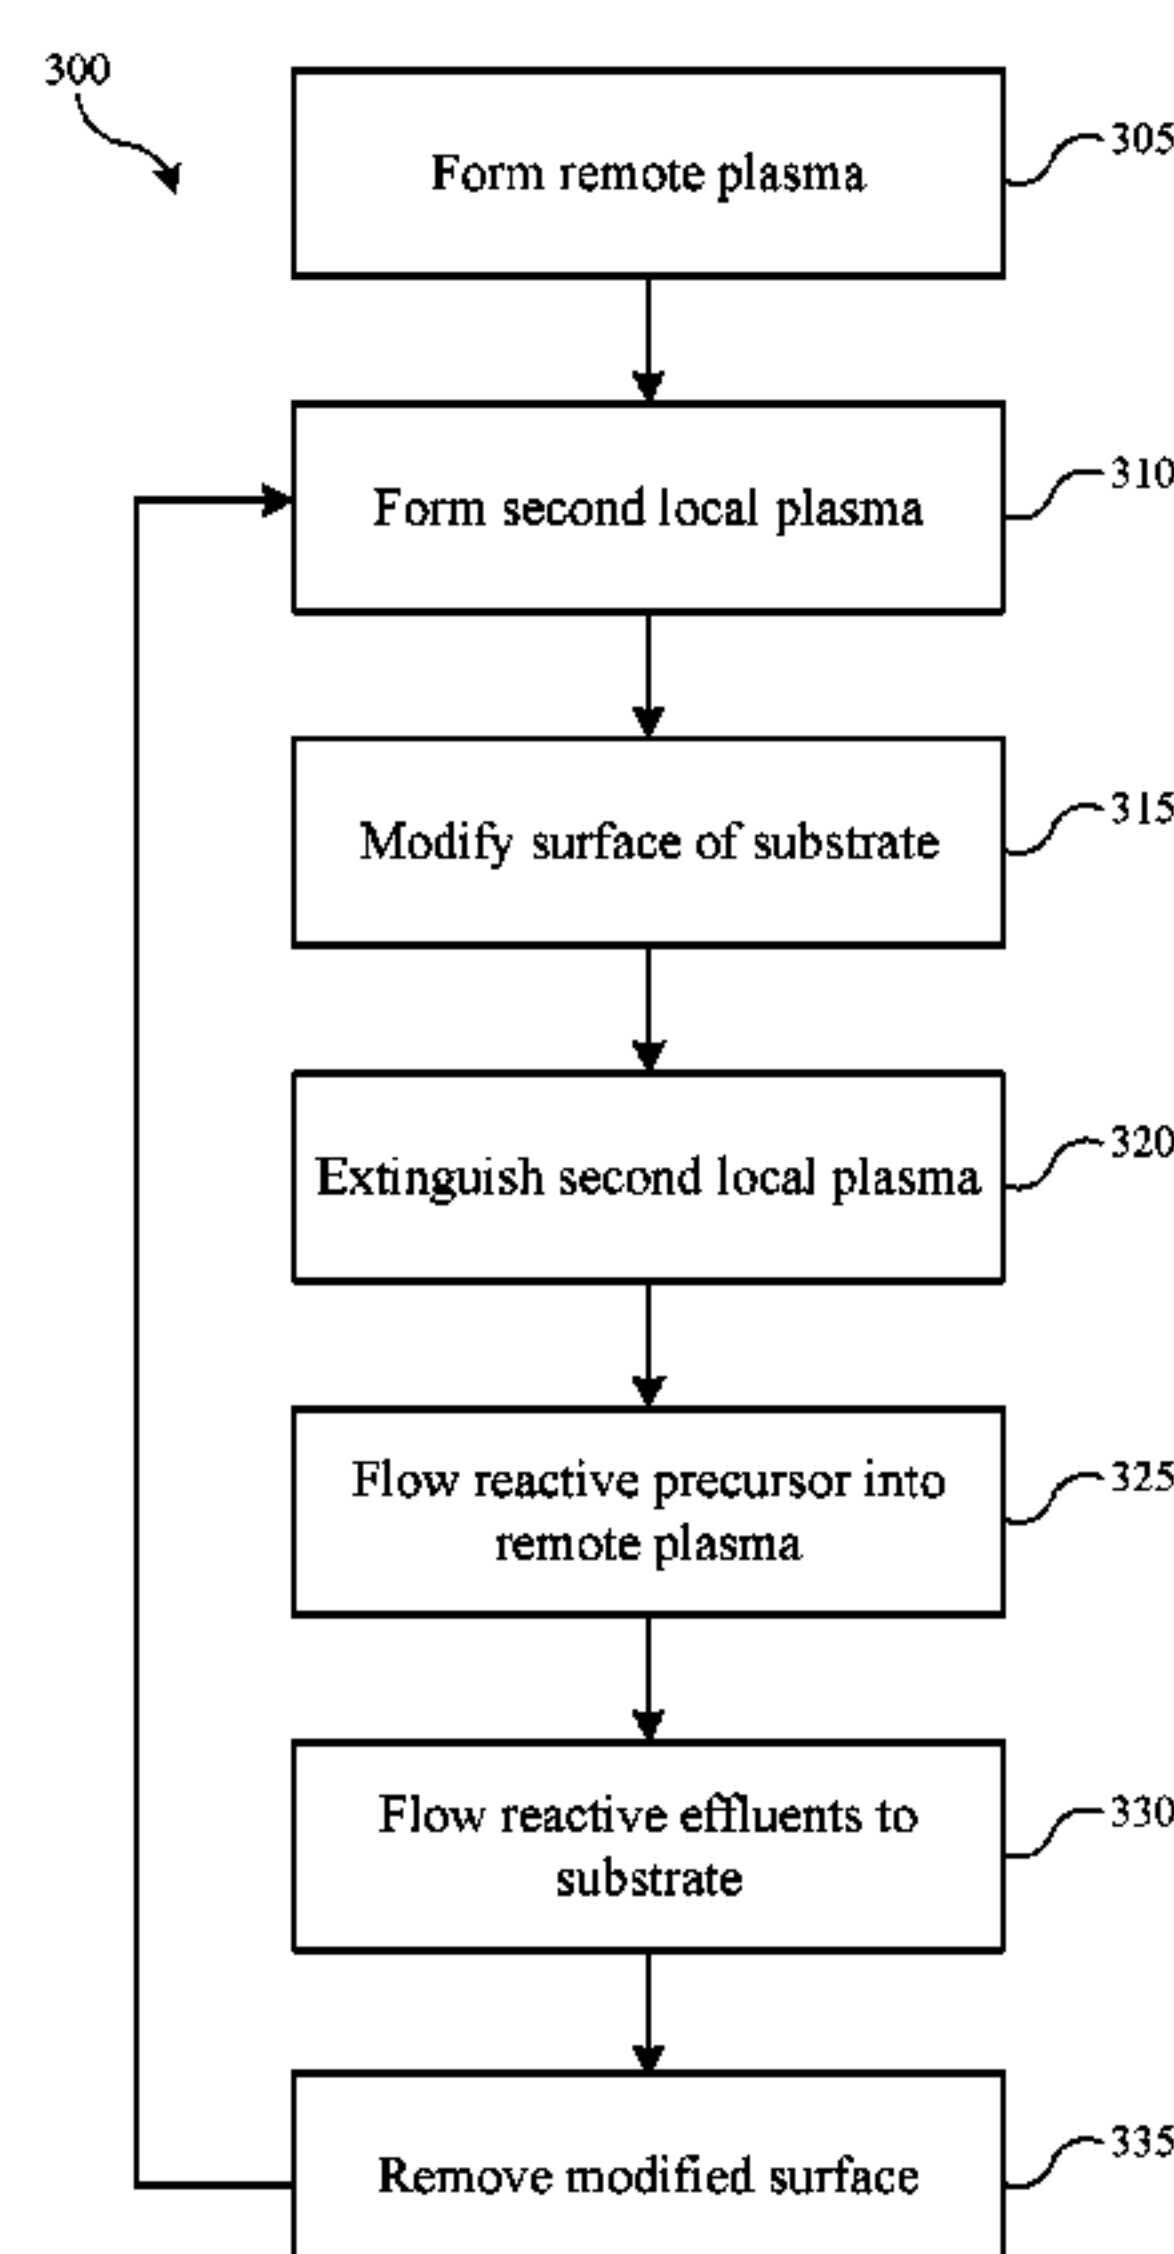 300
Form remote plasma
305
Form second local plasma
310
Modify surface of substrate
315
Extinguish second local plasma
320
Flow reactive precursor into
remote plasma
325
Flow reactive effluents to
substrate
330
Remove modified surface
335